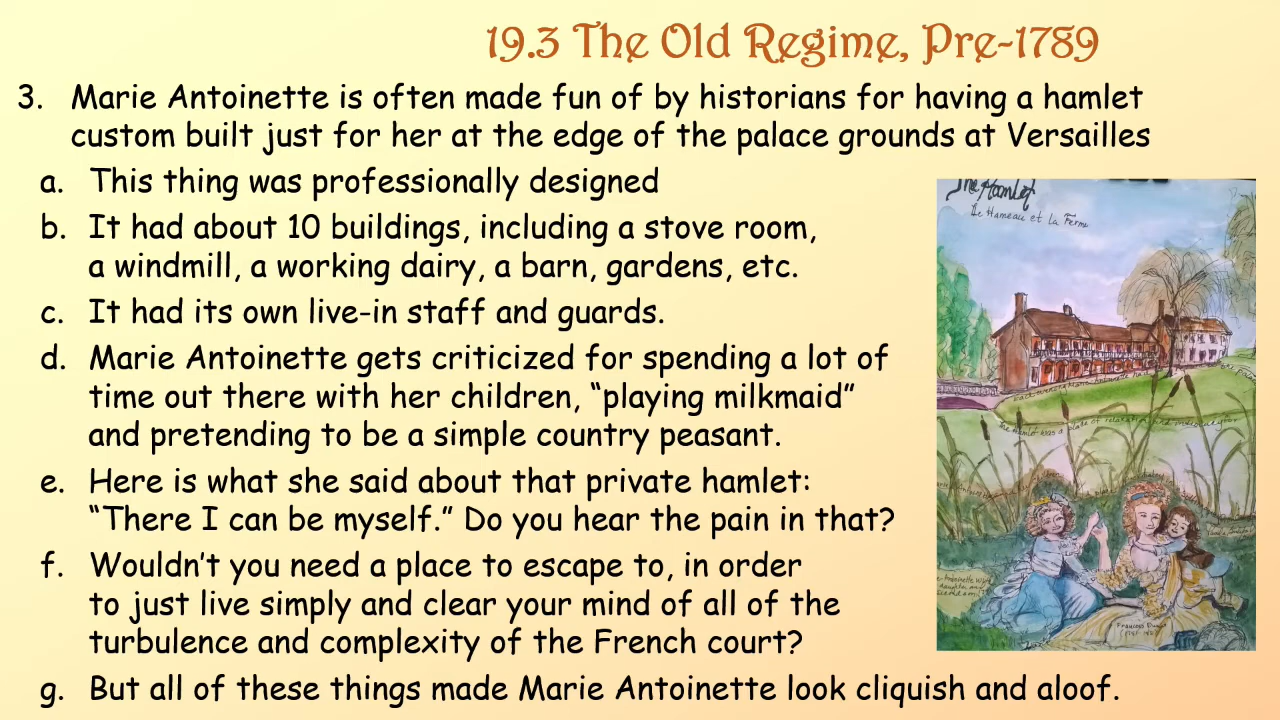 19.3 The Old Regime, Pre-1789
3. Marie Antoinette is often made fun of by historians for having a hamlet
custom built just for her at the edge of the palace grounds at Versailles
a. This thing was professionally designed
b. It had about 10 buildings, including a stove room,
a windmill, a working dairy, a barn, gardens, etc.
c. It had its own live-in staff and guards.
d. Marie Antoinette gets criticized for spending a lot of
time out there with her children, “playing milkmaid”
and pretending to be a simple country peasant.
e. Here is what she said about that private hamlet:
“There I can be myself.” Do you hear the pain in that?
f. Wouldn’t you need a place to escape to, in order
to just live simply and clear your mind of all of the
turbulence and complexity of the French court?
g. But all of these things made Marie Antoinette look cliquish and aloof.
The Hamlet
Le Hameau et la Ferme
The Hamlet was a place of relaxation and